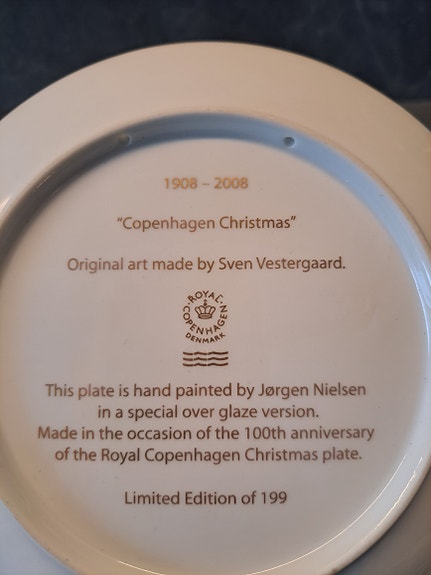 1908 – 2008
"Copenhagen Christmas"
Original art made by Sven Vestergaard.
ROYAL COPENHAGEN
DENMARK
This plate is hand painted by Jørgen Nielsen
in a special over glaze version.
Made in the occasion of the 100th anniversary
of the Royal Copenhagen Christmas plate.
Limited Edition of 199